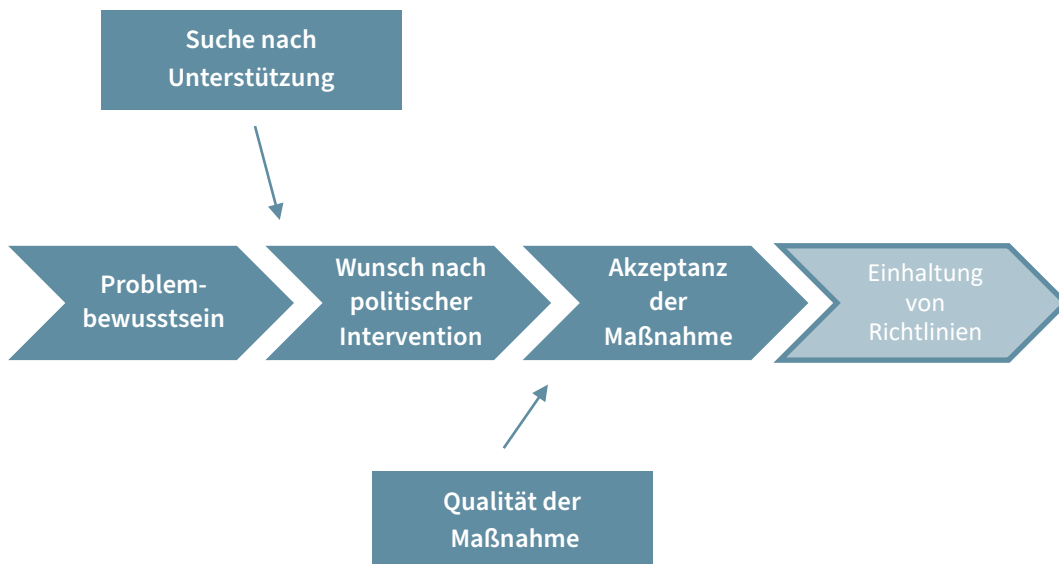 Suche nach
Unterstützung
Problem-
bewusstsein
Wunsch nach
politischer
Intervention
Akzeptanz
der
Maßnahme
Einhaltung
von
Richtlinien
Qualität der
Maßnahme